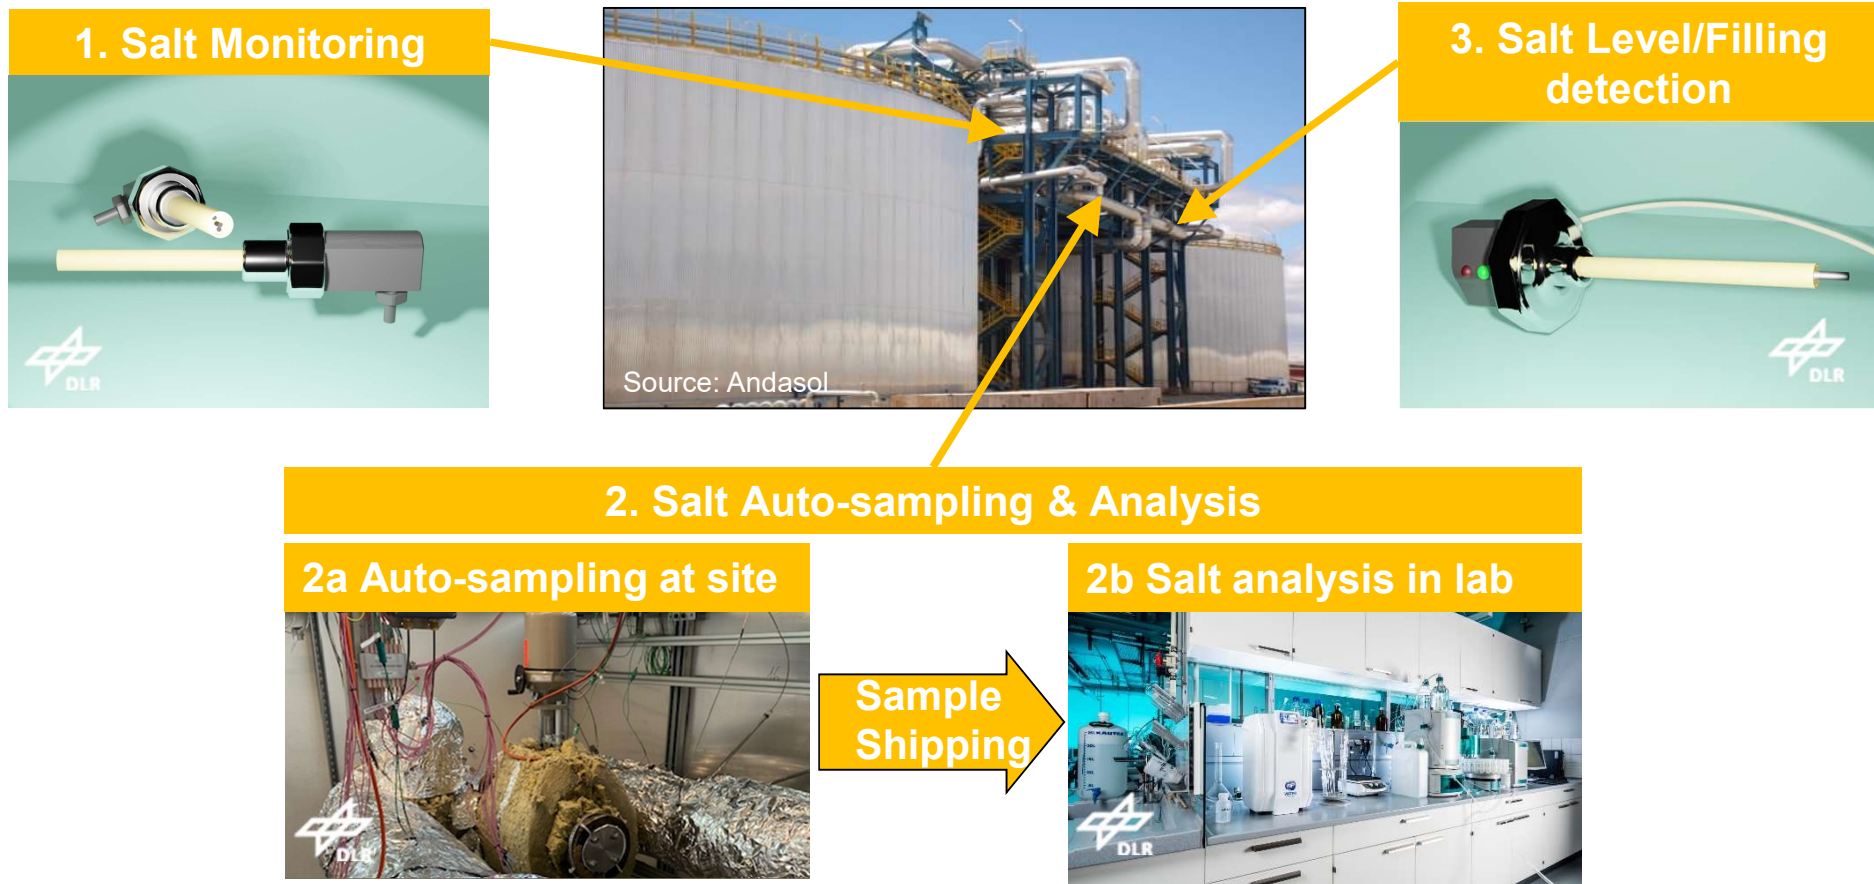 1. Salt Monitoring
3. Salt Level/Filling
detection
Source: Andasol
DLR
DLR
2. Salt Auto-sampling & Analysis
2a Auto-sampling at site
2b Salt analysis in lab
Sample
Shipping
DLR
DLR